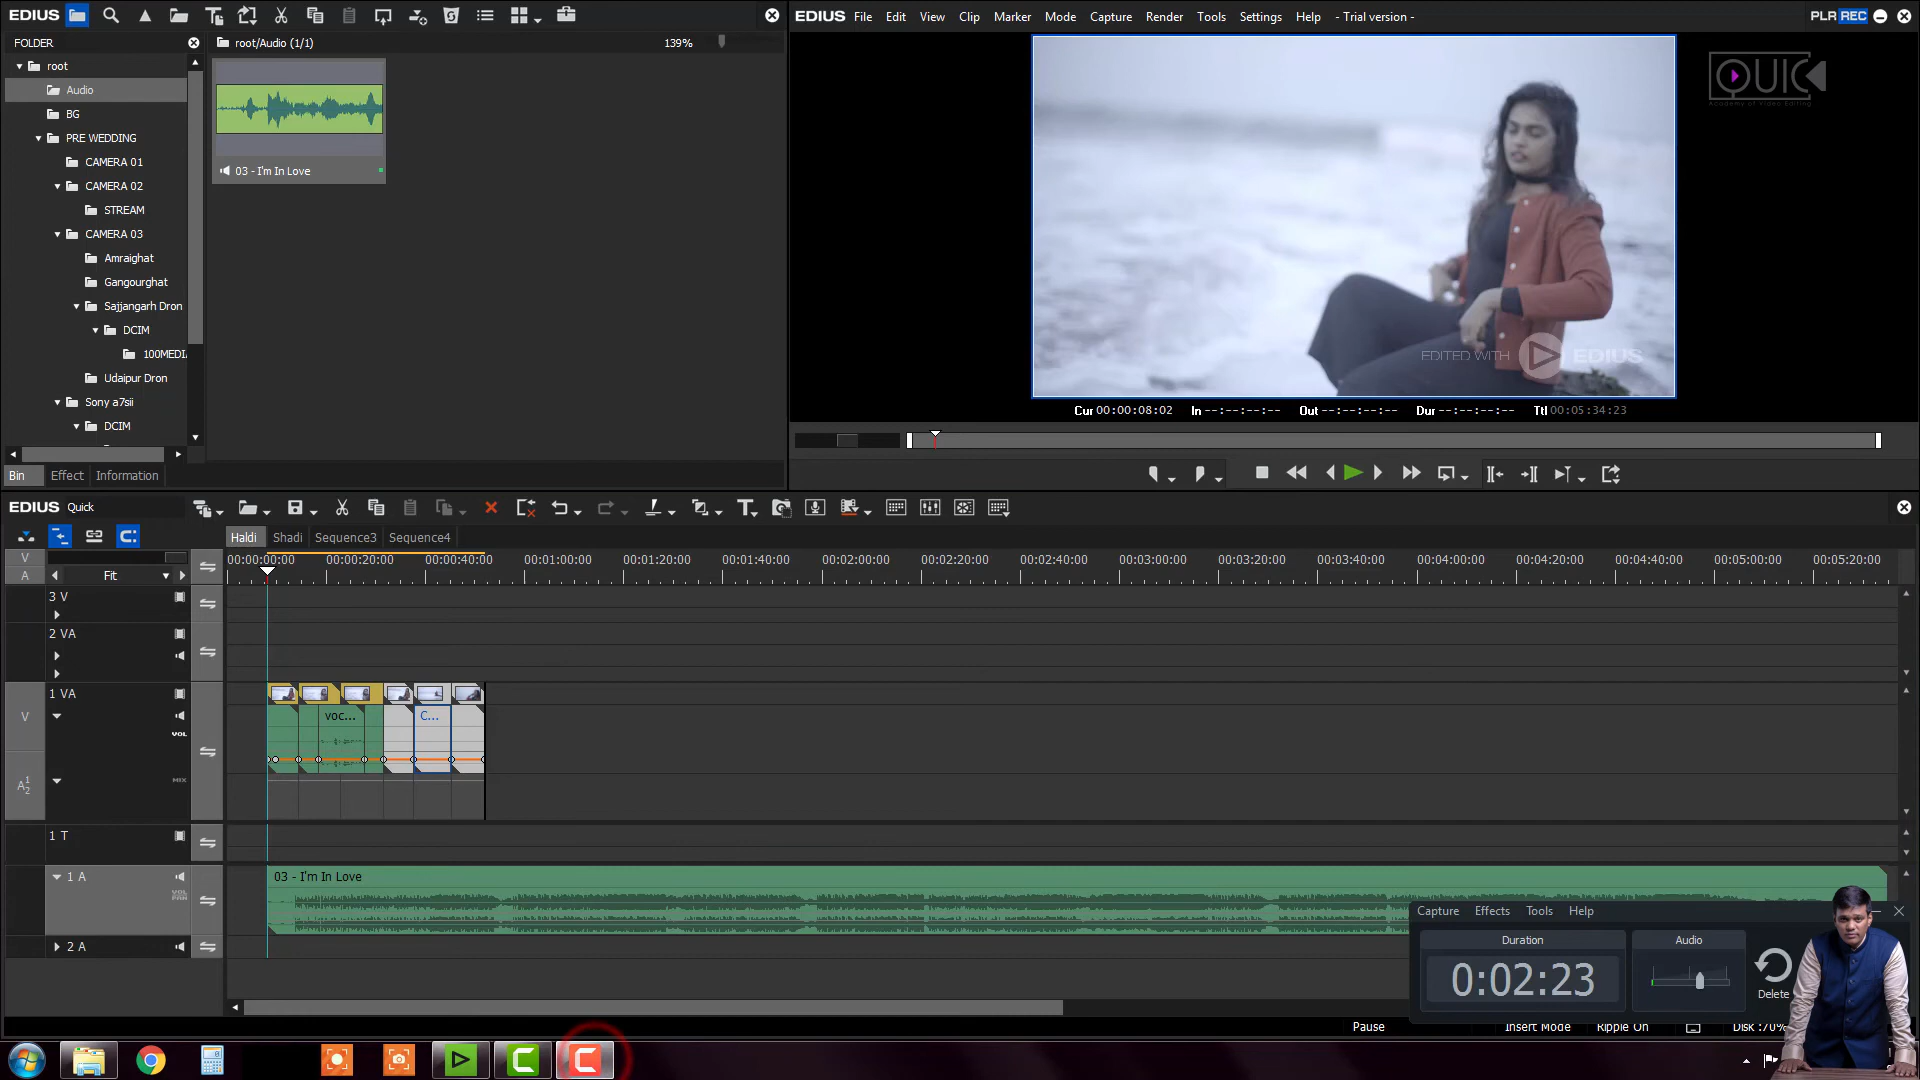 EDIUS
EDIUS File Edit View Clip Marker Mode Capture Render Tools Settings Help - Trial version - PLR REC
FOLDER root/Audio (1/1) 139%
root
Audio
BG
PRE WEDDING
CAMERA 01
CAMERA 02
STREAM
CAMERA 03
Amraighat
Gangourghat
Sajjangarh Dron
DCIM
100MEDI
Udaipur Dron
Sony a7sii
DCIM
03 - I'm In Love
QUIC
Academy of Video Editing
EDITED WITH EDIUS
Cur 00:00:08:02 In --:--:--:-- Out --:--:--:-- Dur --:--:--:-- Ttl 00:05:34:23
Bin Effect Information
EDIUS Quick
Haldi Shadi Sequence3 Sequence4
V
A
Fit
00:00:00:00 00:00:20:00 00:00:40:00 00:01:00:00 00:01:20:00 00:01:40:00 00:02:00:00 00:02:20:00 00:02:40:00 00:03:00:00 00:03:20:00 00:03:40:00 00:04:00:00 00:04:20:00 00:04:40:00 00:05:00:00 00:05:20:00
3 V
2 VA
1 VA
V
VOL
voc...
C...
A12
MIX
1 T
1 A
VOL
PAN
03 - I'm In Love
2 A
Capture Effects Tools Help
Duration Audio
0:02:23
Delete
Pause Insert Mode Ripple On Disk :70%